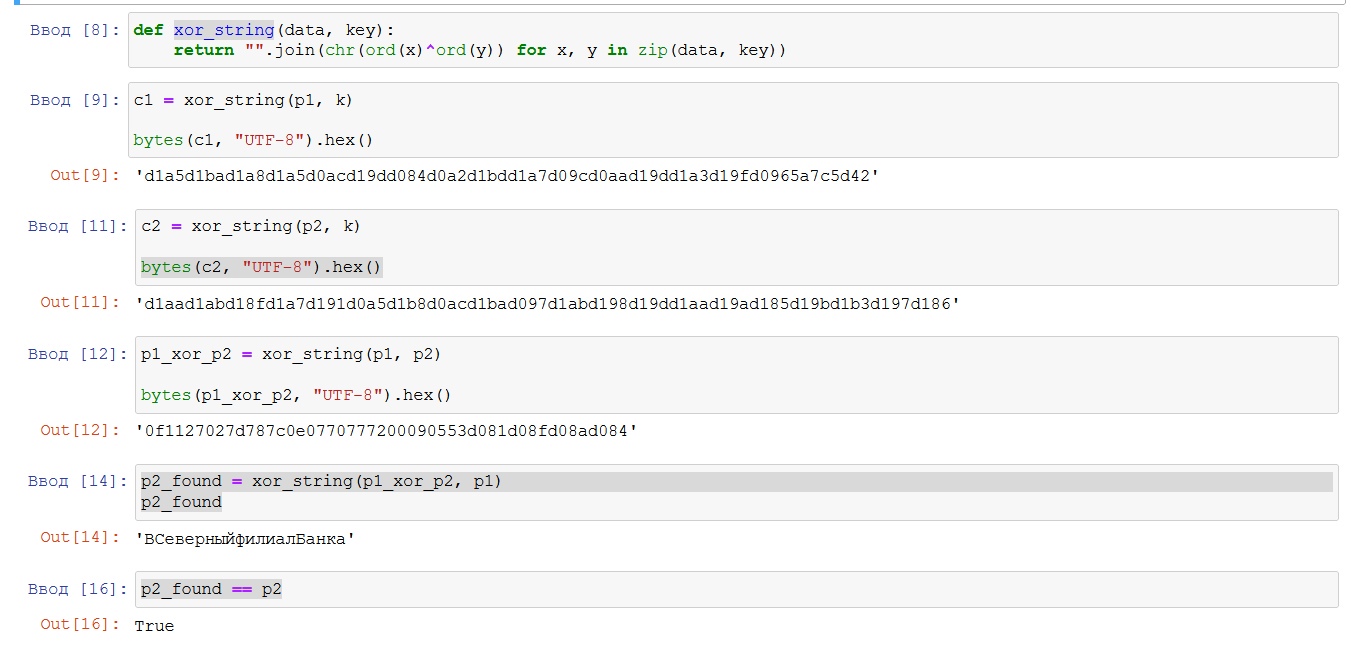 Ввод [8]: def xor_string(data, key):
return "".join(chr(ord(x)^ord(y)) for x, y in zip(data, key))
Ввод [9]: c1 = xor_string(p1, k)
bytes(c1, "UTF-8").hex()
Out[9]: 'd1a5d1bad1a8d1a5d0acd19dd084d0a2d1bdd1a7d09cd0aad19dd1a3d19fd0965a7c5d42'
Ввод [11]: c2 = xor_string(p2, k)
bytes(c2, "UTF-8").hex()
Out[11]: 'd1aad1abd18fd1a7d191d0a5d1b8d0acd1bad097d1abd198d19dd1aad19ad185d19bd1b3d197d186'
Ввод [12]: p1_xor_p2 = xor_string(p1, p2)
bytes(p1_xor_p2, "UTF-8").hex()
Out[12]: '0f1127027d787c0e0770777200090553d081d08fd08ad084'
Ввод [14]: p2_found = xor_string(p1_xor_p2, p1)
p2_found
Out[14]: 'ВСеверныйфилиалБанка'
Ввод [16]: p2_found == p2
Out[16]: True